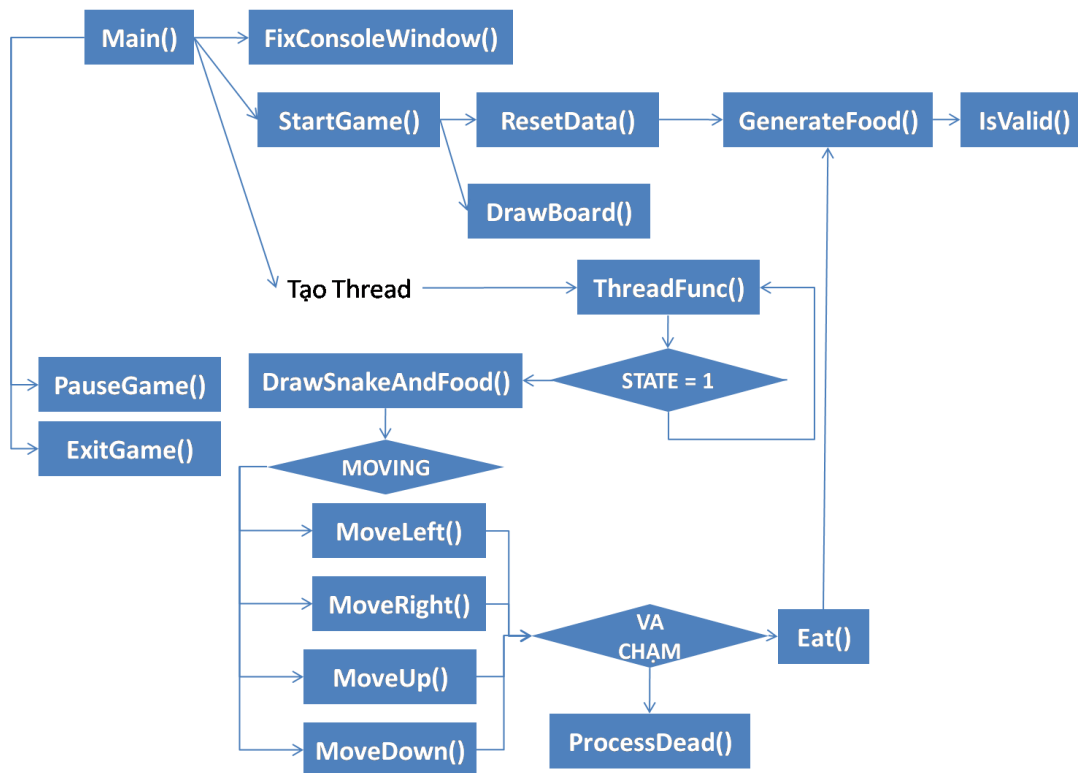 Main()
FixConsoleWindow()
StartGame()
ResetData()
GenerateFood()
IsValid()
DrawBoard()
Tạo Thread
ThreadFunc()
STATE = 1
DrawSnakeAndFood()
PauseGame()
ExitGame()
MOVING
MoveLeft()
MoveRight()
MoveUp()
MoveDown()
VA
CHẠM
Eat()
ProcessDead()